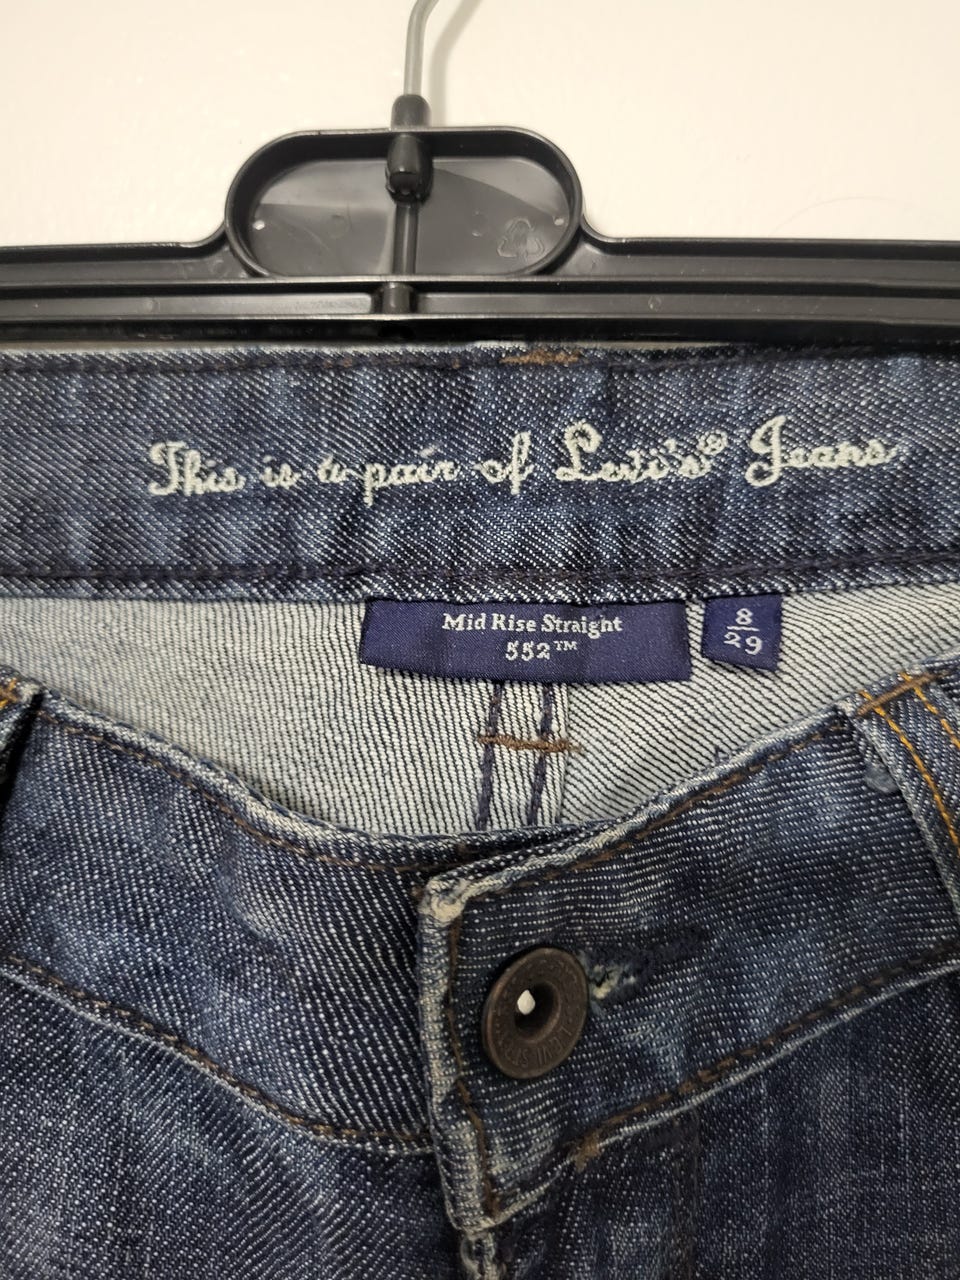 This is a pair of Levi's® Jeans
Mid Rise Straight
552™
8
29